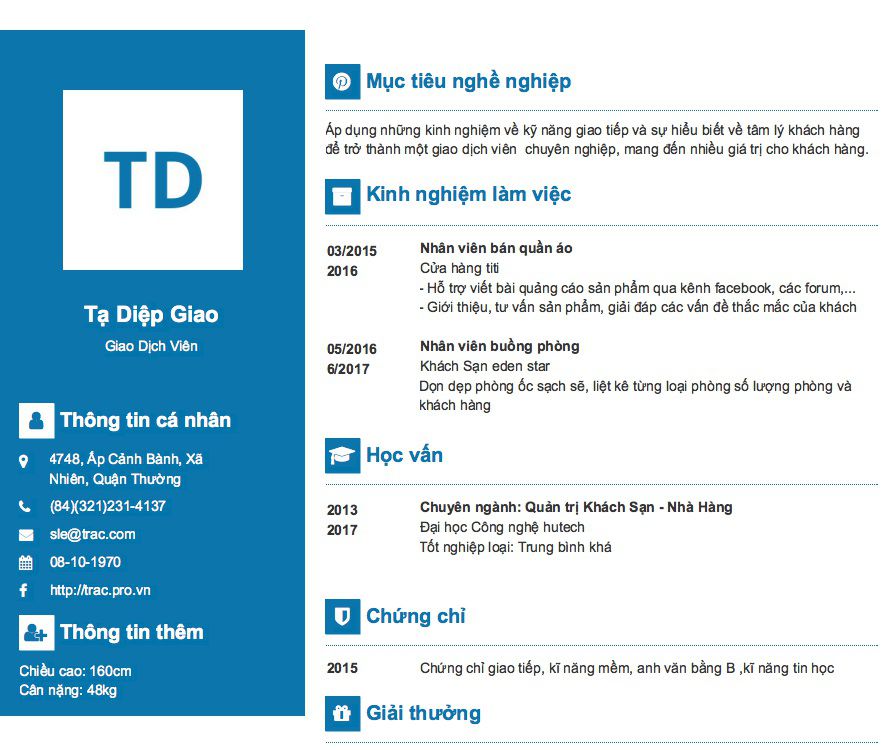 TD
Tạ Diệp Giao
Giao Dịch Viên
Thông tin cá nhân
4748, Ấp Cảnh Bành, Xã
Nhiên, Quận Thường
(84)(321)231-4137
sle@trac.com
08-10-1970
http://trac.pro.vn
Thông tin thêm
Chiều cao: 160cm
Cân nặng: 48kg
Mục tiêu nghề nghiệp
Áp dụng những kinh nghiệm về kỹ năng giao tiếp và sự hiểu biết về tâm lý khách hàng
để trở thành một giao dịch viên chuyên nghiệp, mang đến nhiều giá trị cho khách hàng.
Kinh nghiệm làm việc
03/2015
2016
Nhân viên bán quần áo
Cửa hàng titi
- Hỗ trợ viết bài quảng cáo sản phẩm qua kênh facebook, các forum,...
- Giới thiệu, tư vấn sản phẩm, giải đáp các vấn đề thắc mắc của khách
05/2016
6/2017
Nhân viên buồng phòng
Khách Sạn eden star
Dọn dẹp phòng ốc sạch sẽ, liệt kê từng loại phòng số lượng phòng và
khách hàng
Học vấn
2013
2017
Chuyên ngành: Quản trị Khách Sạn - Nhà Hàng
Đại học Công nghệ hutech
Tốt nghiệp loại: Trung bình khá
Chứng chỉ
2015
Chứng chỉ giao tiếp, kĩ năng mềm, anh văn bằng B ,kĩ năng tin học
Giải thưởng